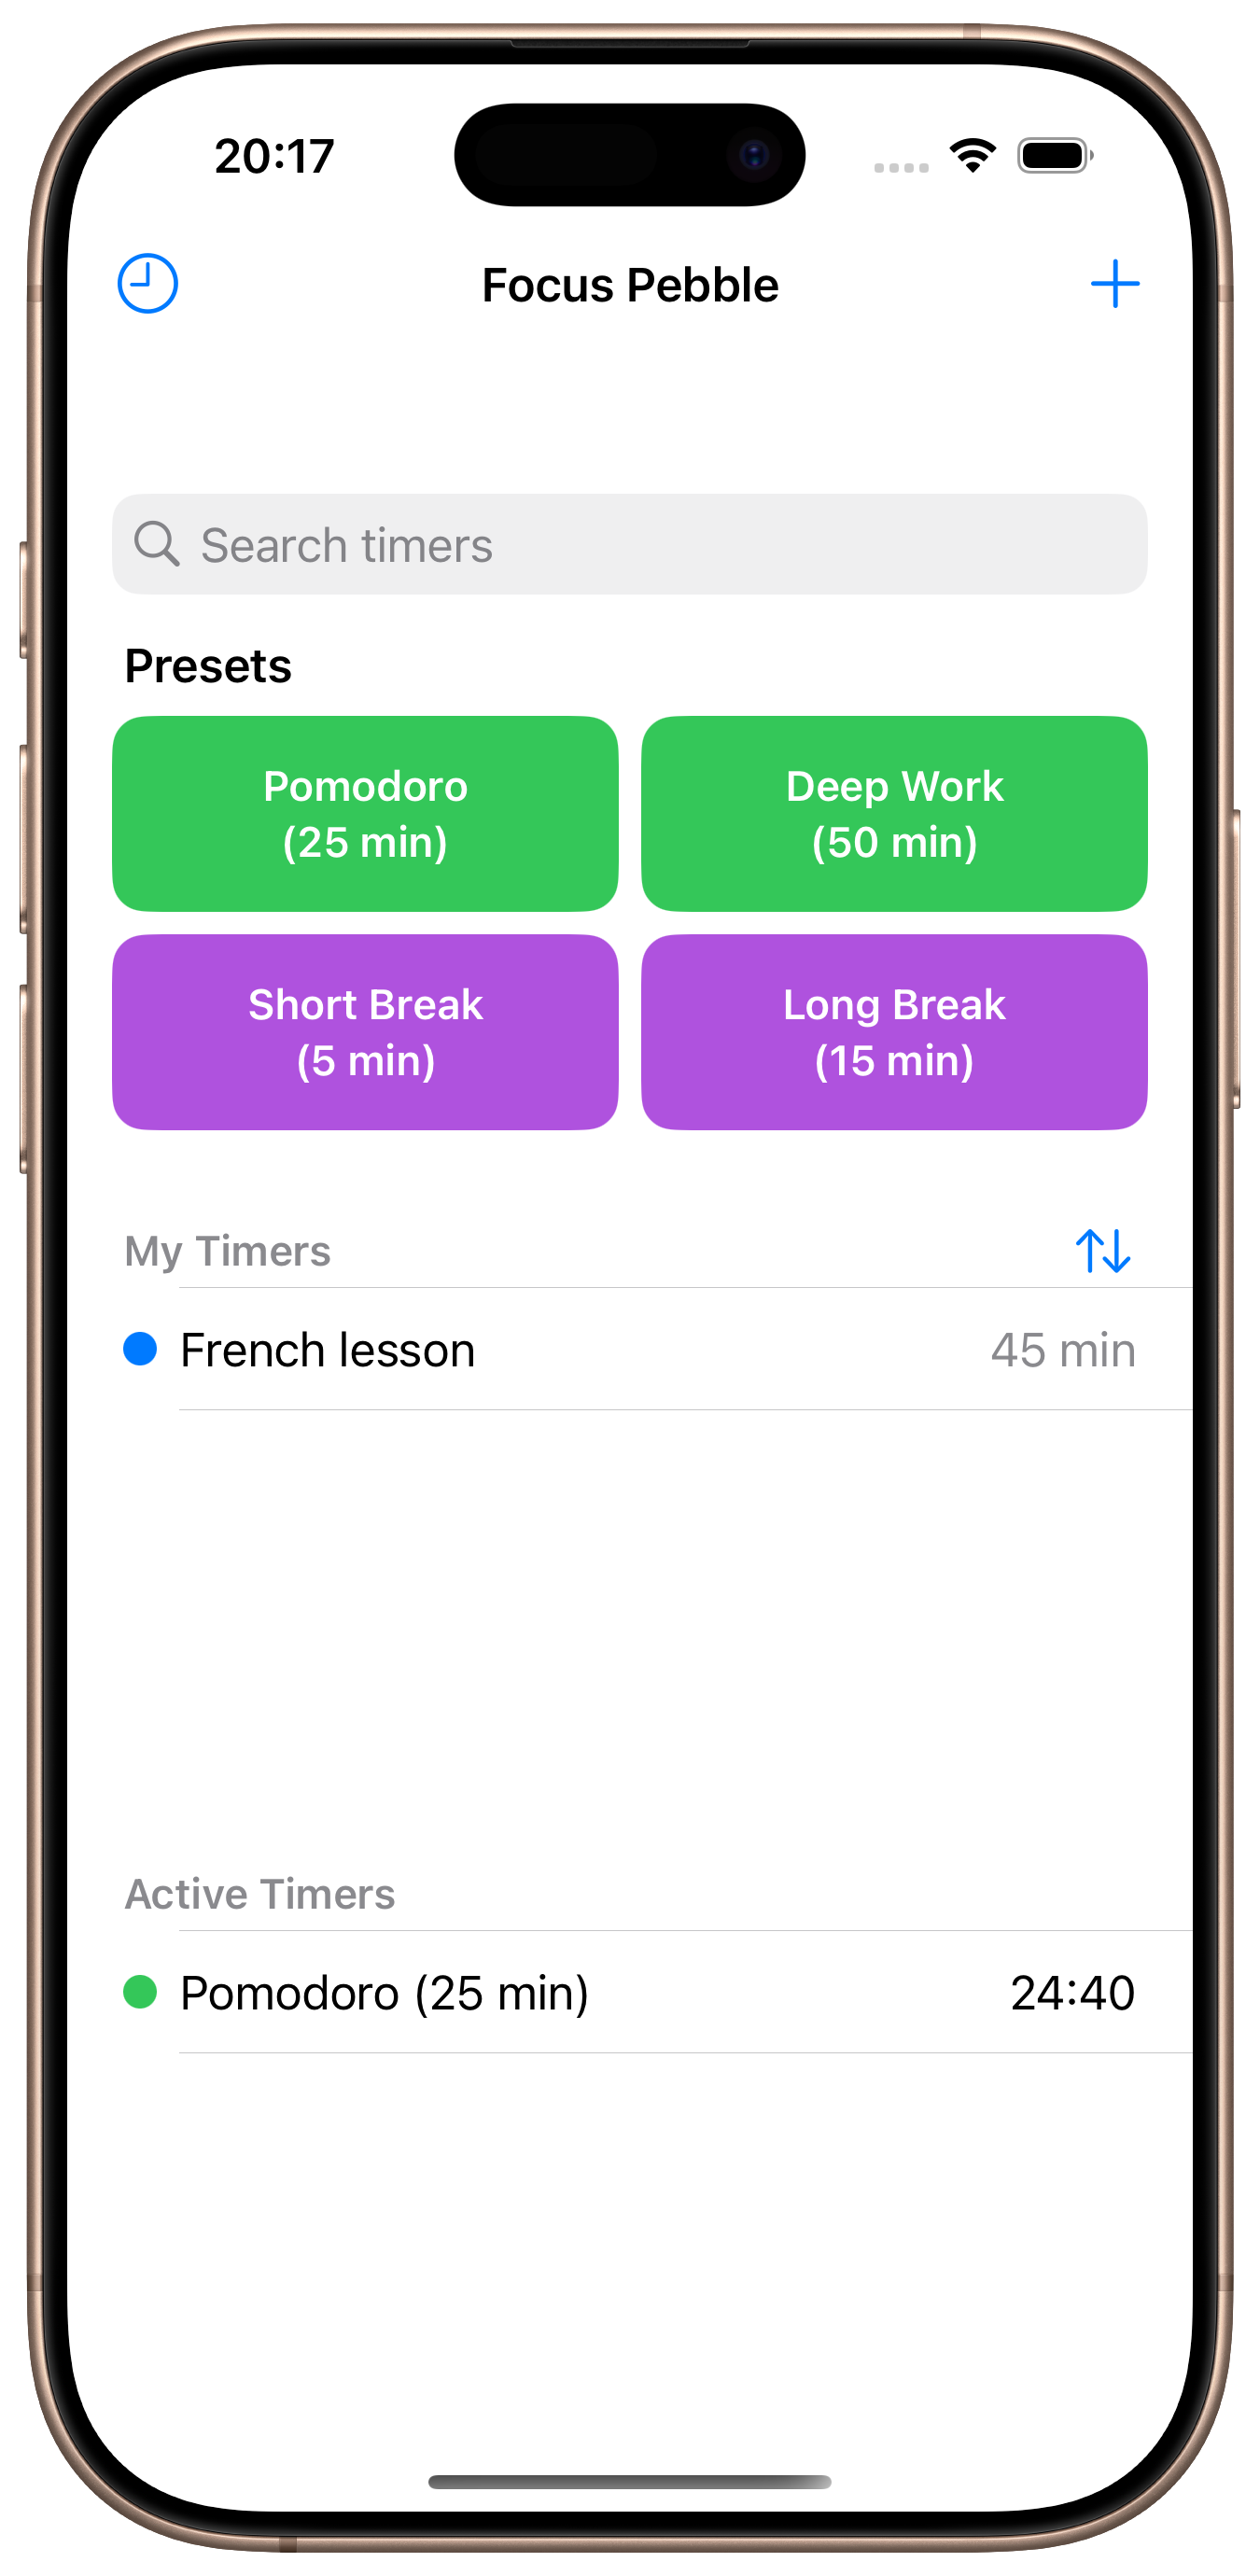 20:17
Focus Pebble
Search timers
Presets
Pomodoro
(25 min)
Deep Work
(50 min)
Short Break
(5 min)
Long Break
(15 min)
My Timers
French lesson
45 min
Active Timers
Pomodoro (25 min)
24:40